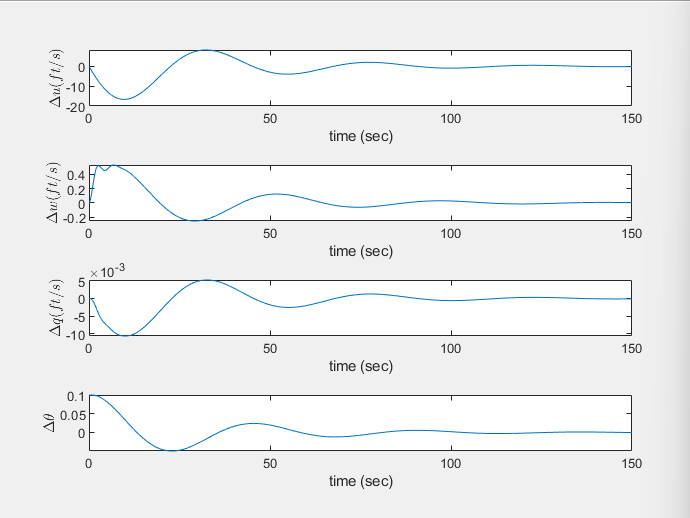 Δu(ft/s)
0
-10
-20
0 50 100 150
time (sec)
Δw(ft/s)
0.4
0.2
0
-0.2
0 50 100 150
time (sec)
×10-3
Δq(ft/s)
5
0
-5
-10
0 50 100 150
time (sec)
Δθ
0.1
0.05
0
0 50 100 150
time (sec)